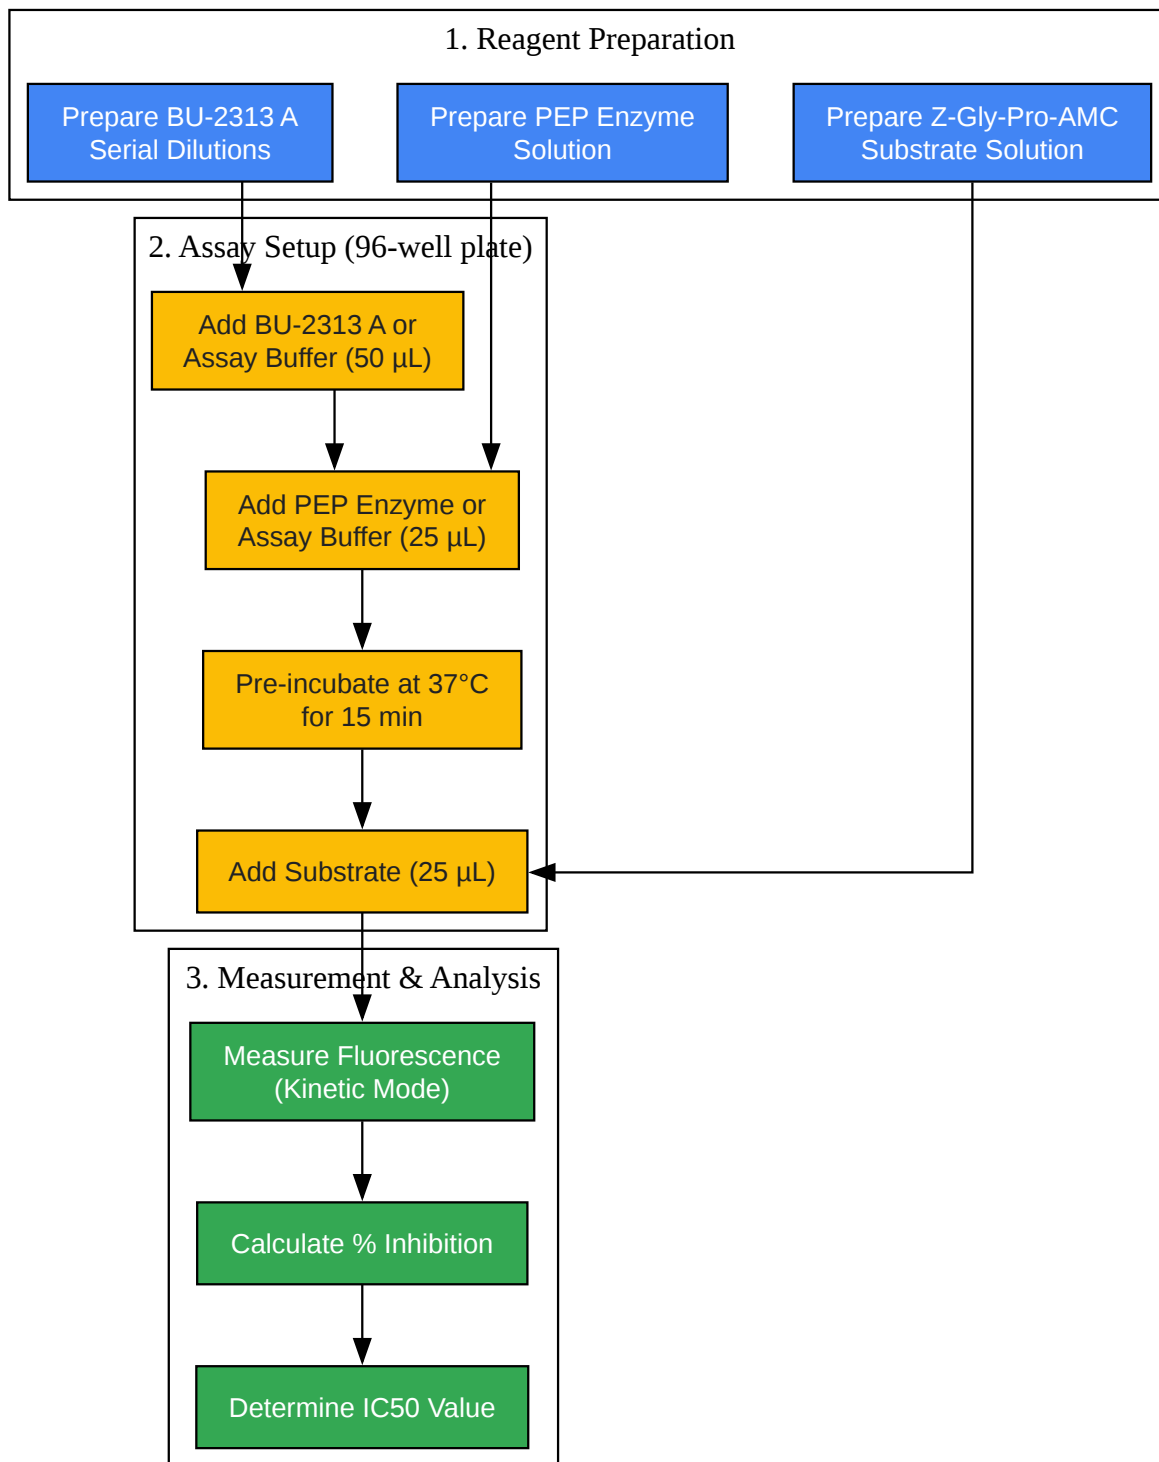 1. Reagent Preparation
Prepare BU-2313 A
Serial Dilutions
Prepare PEP Enzyme
Solution
Prepare Z-Gly-Pro-AMC
Substrate Solution
2. Assay Setup (96-well plate)
Add BU-2313 A or
Assay Buffer (50 µL)
Add PEP Enzyme or
Assay Buffer (25 µL)
Pre-incubate at 37°C
for 15 min
Add Substrate (25 µL)
3. Measurement & Analysis
Measure Fluorescence
(Kinetic Mode)
Calculate % Inhibition
Determine IC50 Value